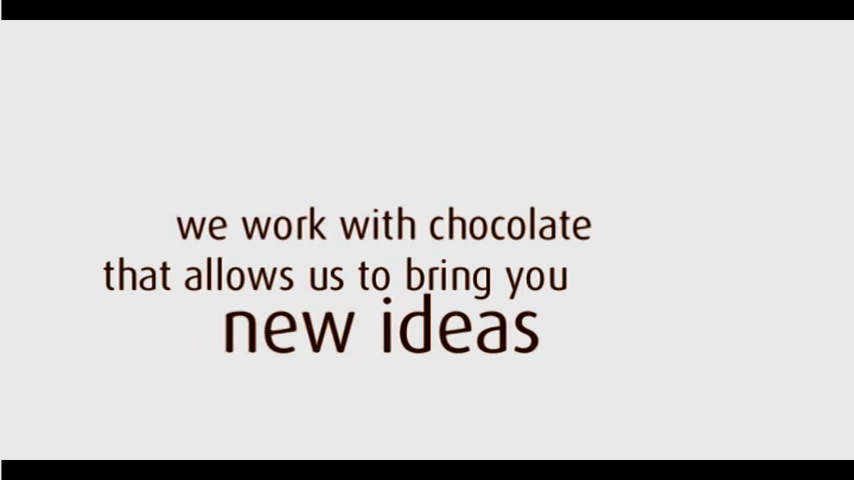 we work with chocolate
that allows us to bring you
new ideas